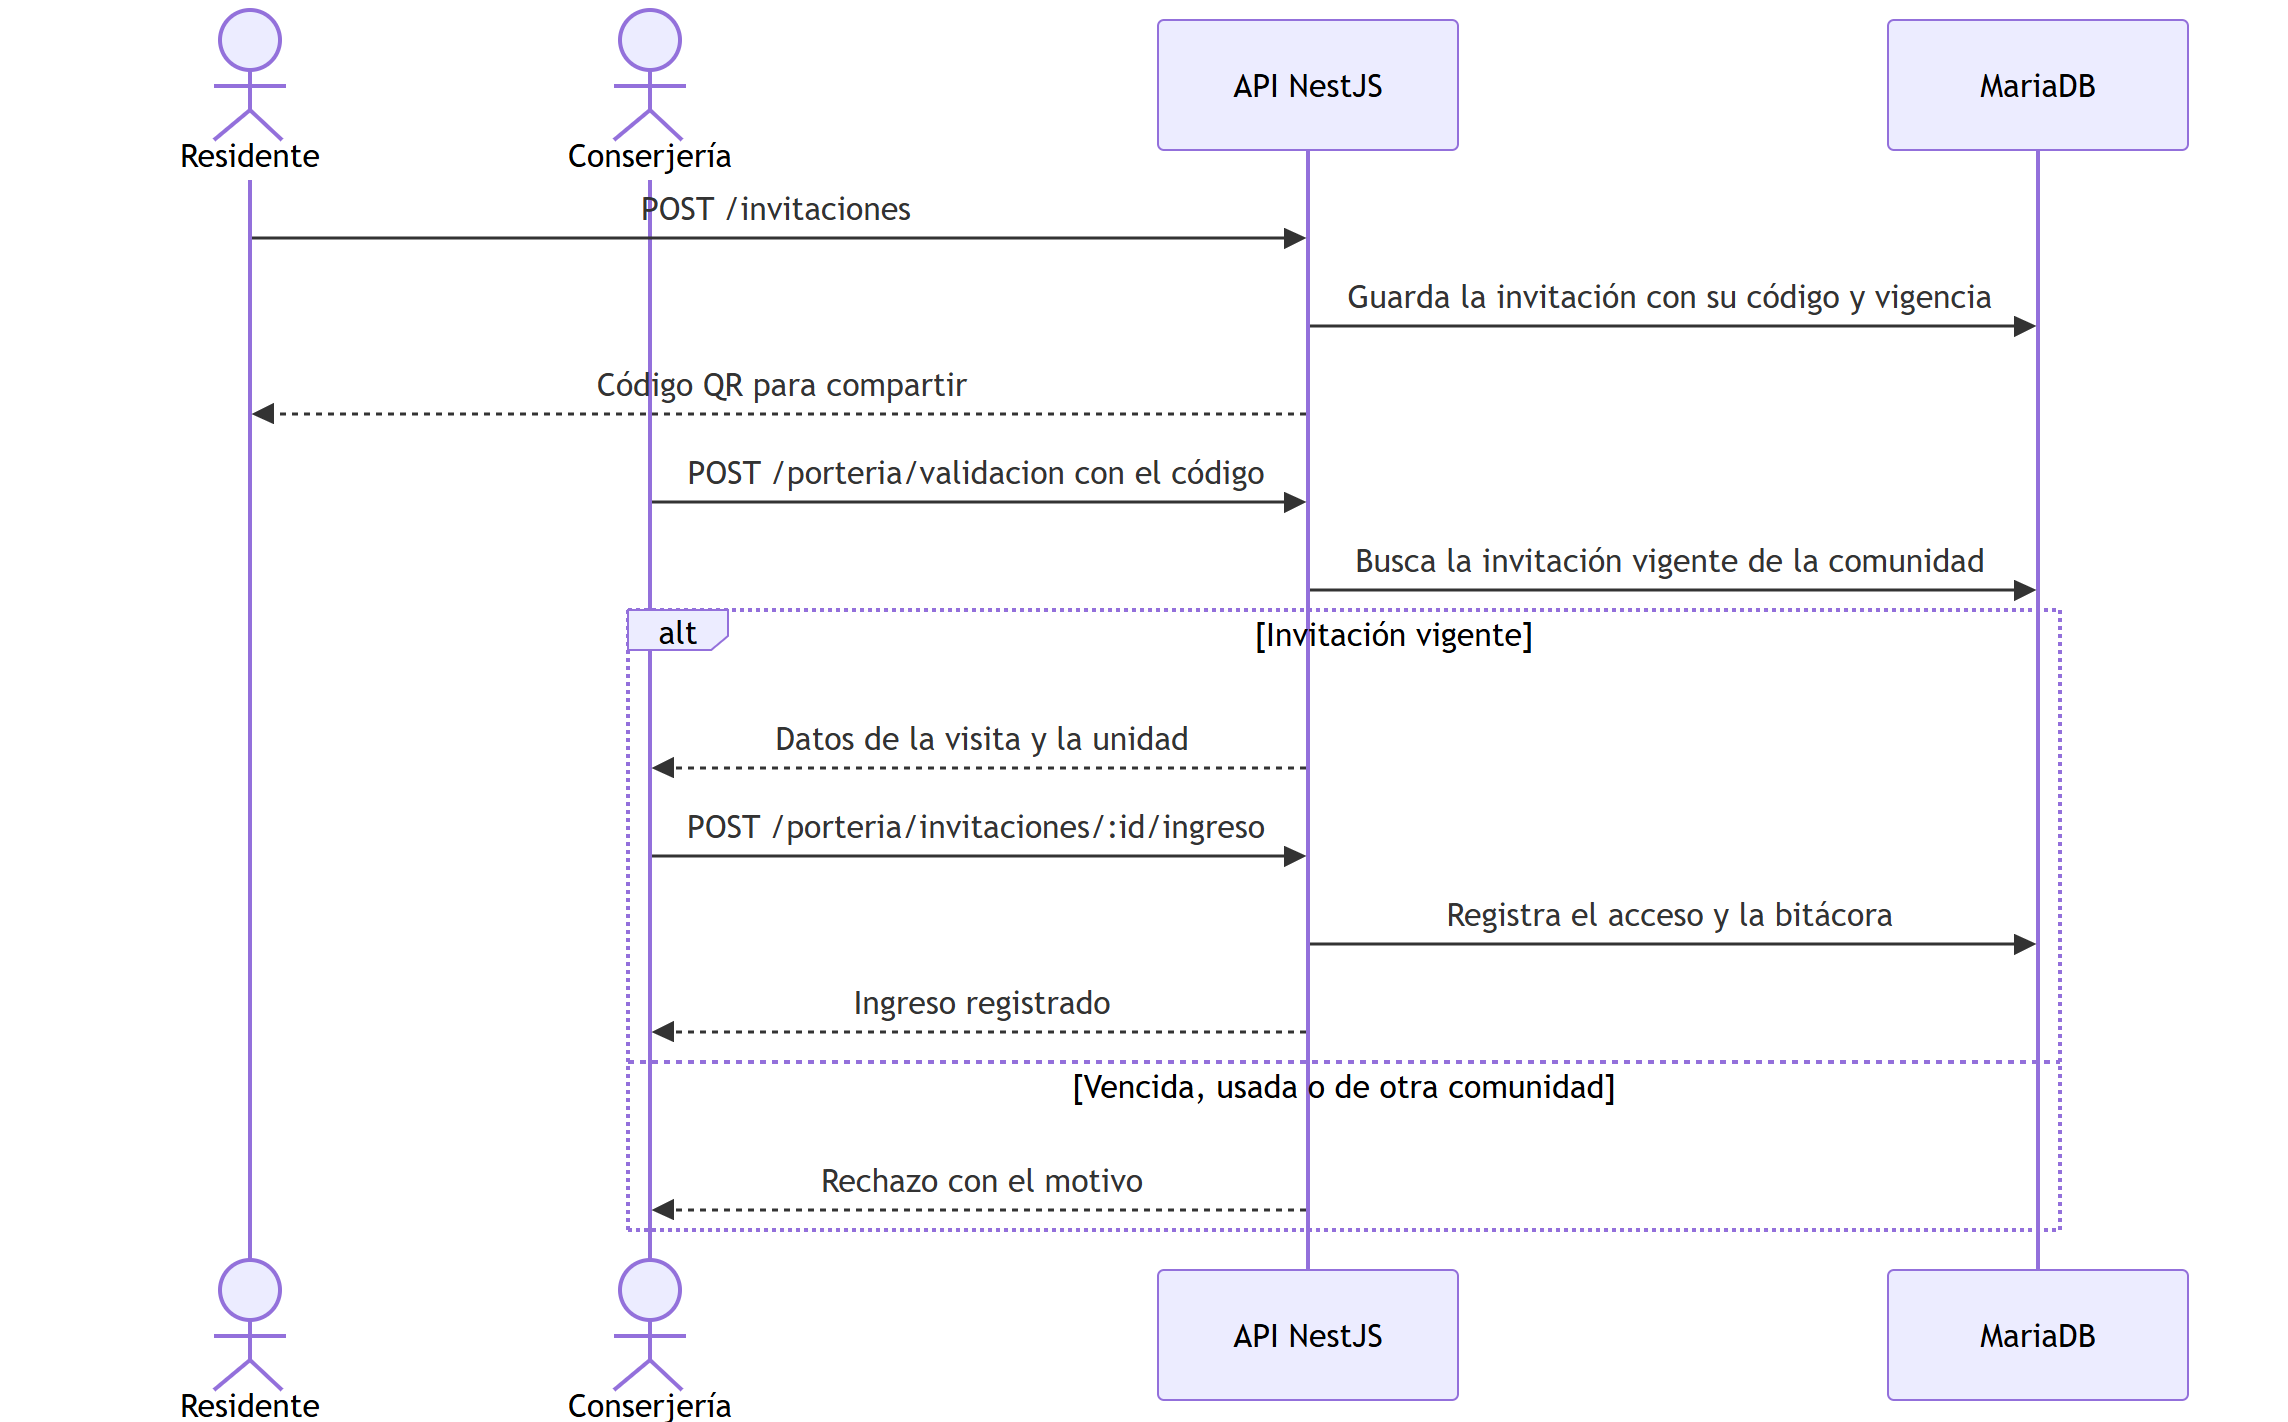 Residente
Conserjería
API NestJS
MariaDB
POST /invitaciones
Guarda la invitación con su código y vigencia
Código QR para compartir
POST /porteria/validacion con el código
Busca la invitación vigente de la comunidad
alt
[Invitación vigente]
Datos de la visita y la unidad
POST /porteria/invitaciones/:id/ingreso
Registra el acceso y la bitácora
Ingreso registrado
[Vencida, usada o de otra comunidad]
Rechazo con el motivo
Residente
Conserjería
API NestJS
MariaDB